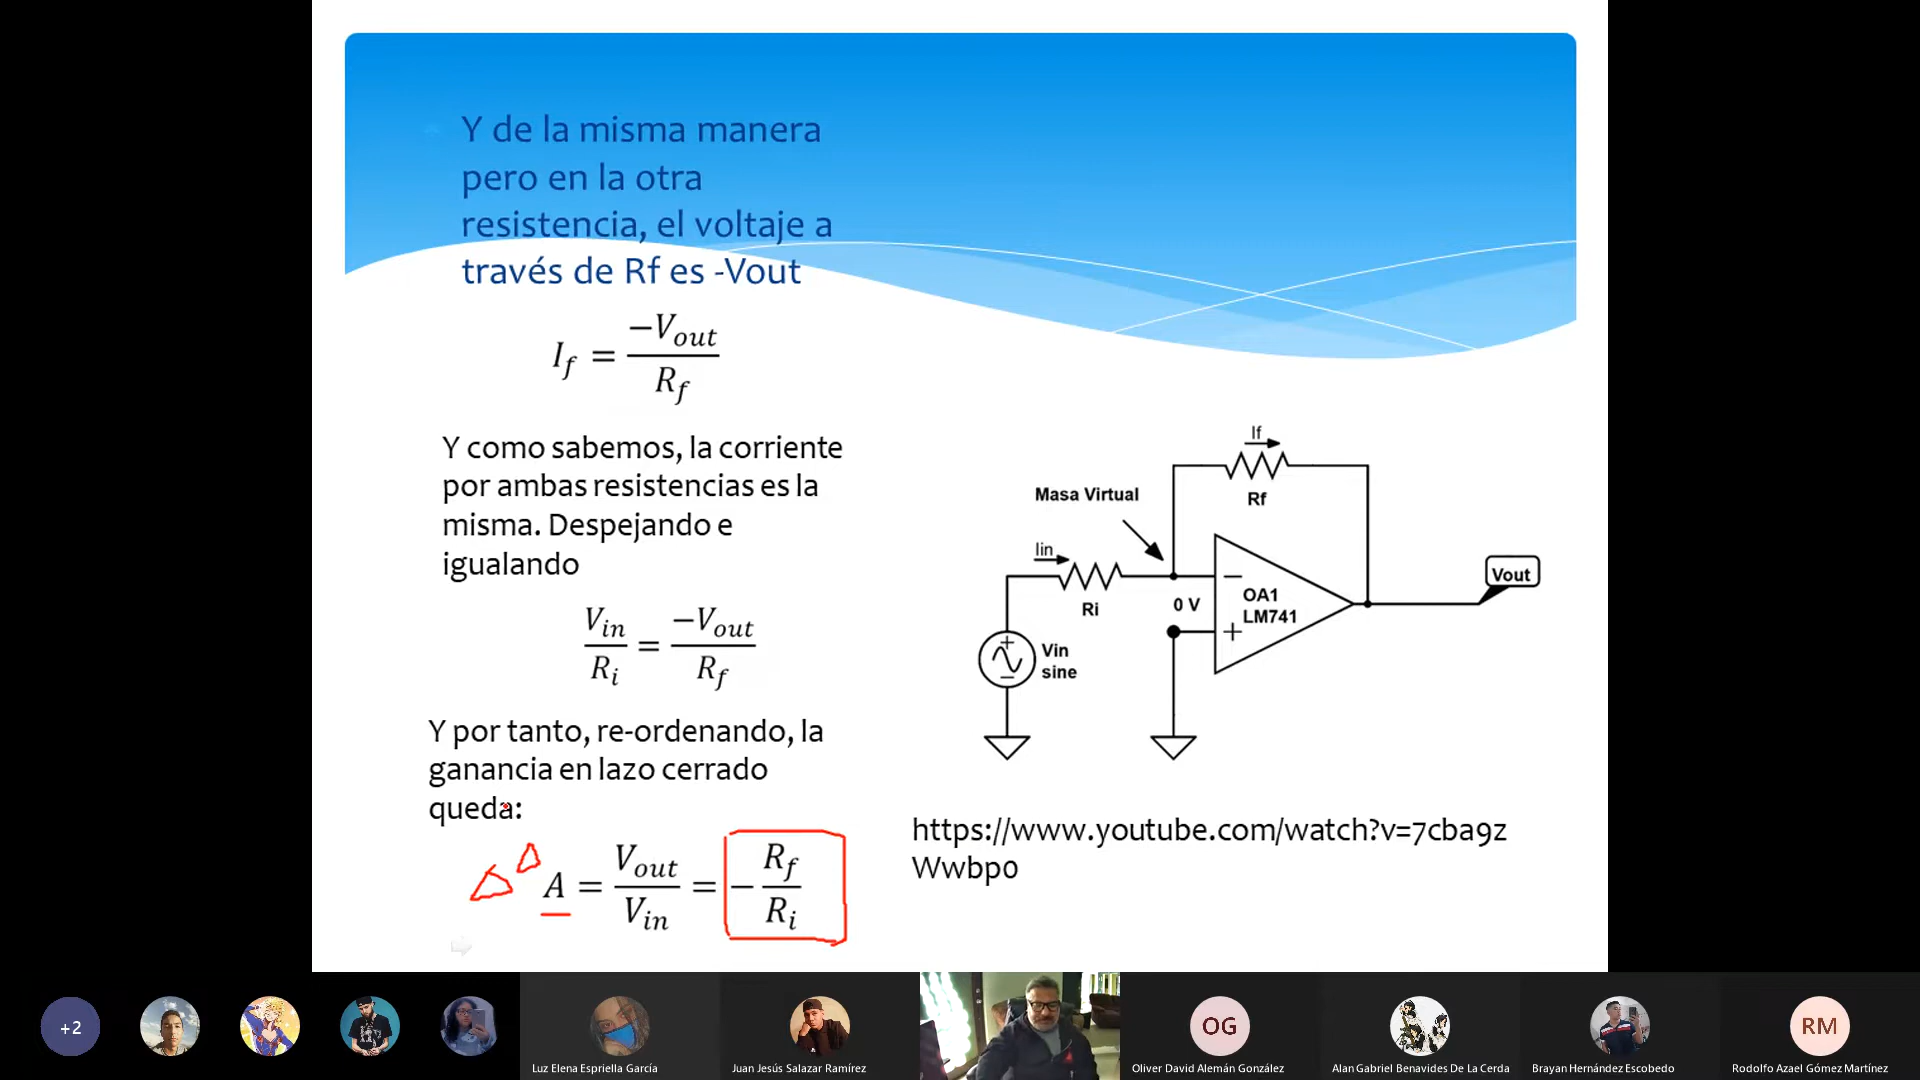 Y de la misma manera
pero en la otra
resistencia, el voltaje a
través de Rf es -Vout
I_f = -V_out / R_f
Y como sabemos, la corriente
por ambas resistencias es la
misma. Despejando e
igualando
V_in / R_i = -V_out / R_f
Y por tanto, re-ordenando, la
ganancia en lazo cerrado
queda:
A = V_out / V_in = - R_f / R_i
If
Rf
Masa Virtual
Iin
Ri
0 V
OA1
LM741
Vout
Vin
sine
https://www.youtube.com/watch?v=7cba9z
Wwbp0
+2
Luz Elena Espriella García
Juan Jesús Salazar Ramírez
OG
Oliver David Alemán González
Alan Gabriel Benavides De La Cerda
Brayan Hernández Escobedo
RM
Rodolfo Azael Gómez Martínez